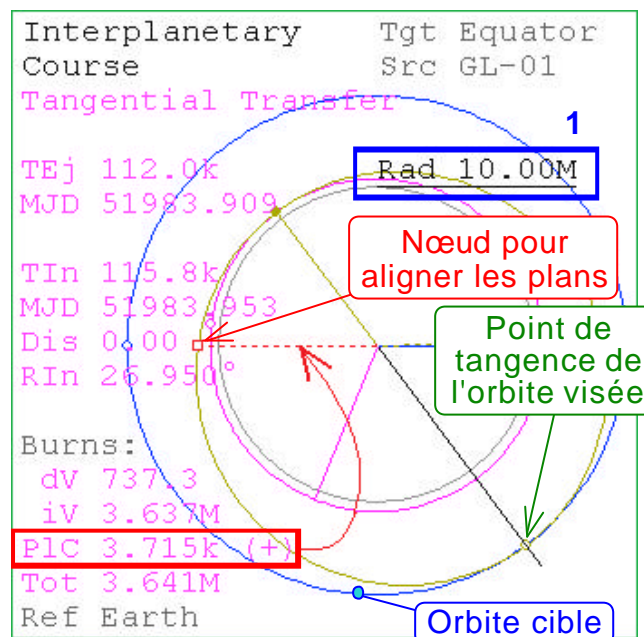 Interplanetary Tgt Equator
Course Src GL-01
Tangential Transfer
1
TEj 112.0k Rad 10.00M
MJD 51983.909
Nœud pour
aligner les plans
TIn 115.8k
MJD 51983.953
Dis 0.00
RIn 26.950°
Point de
tangence de
l'orbite visée
Burns:
dV 737.3
iV 3.637M
PlC 3.715k (+)
Tot 3.641M
Ref Earth
Orbite cible